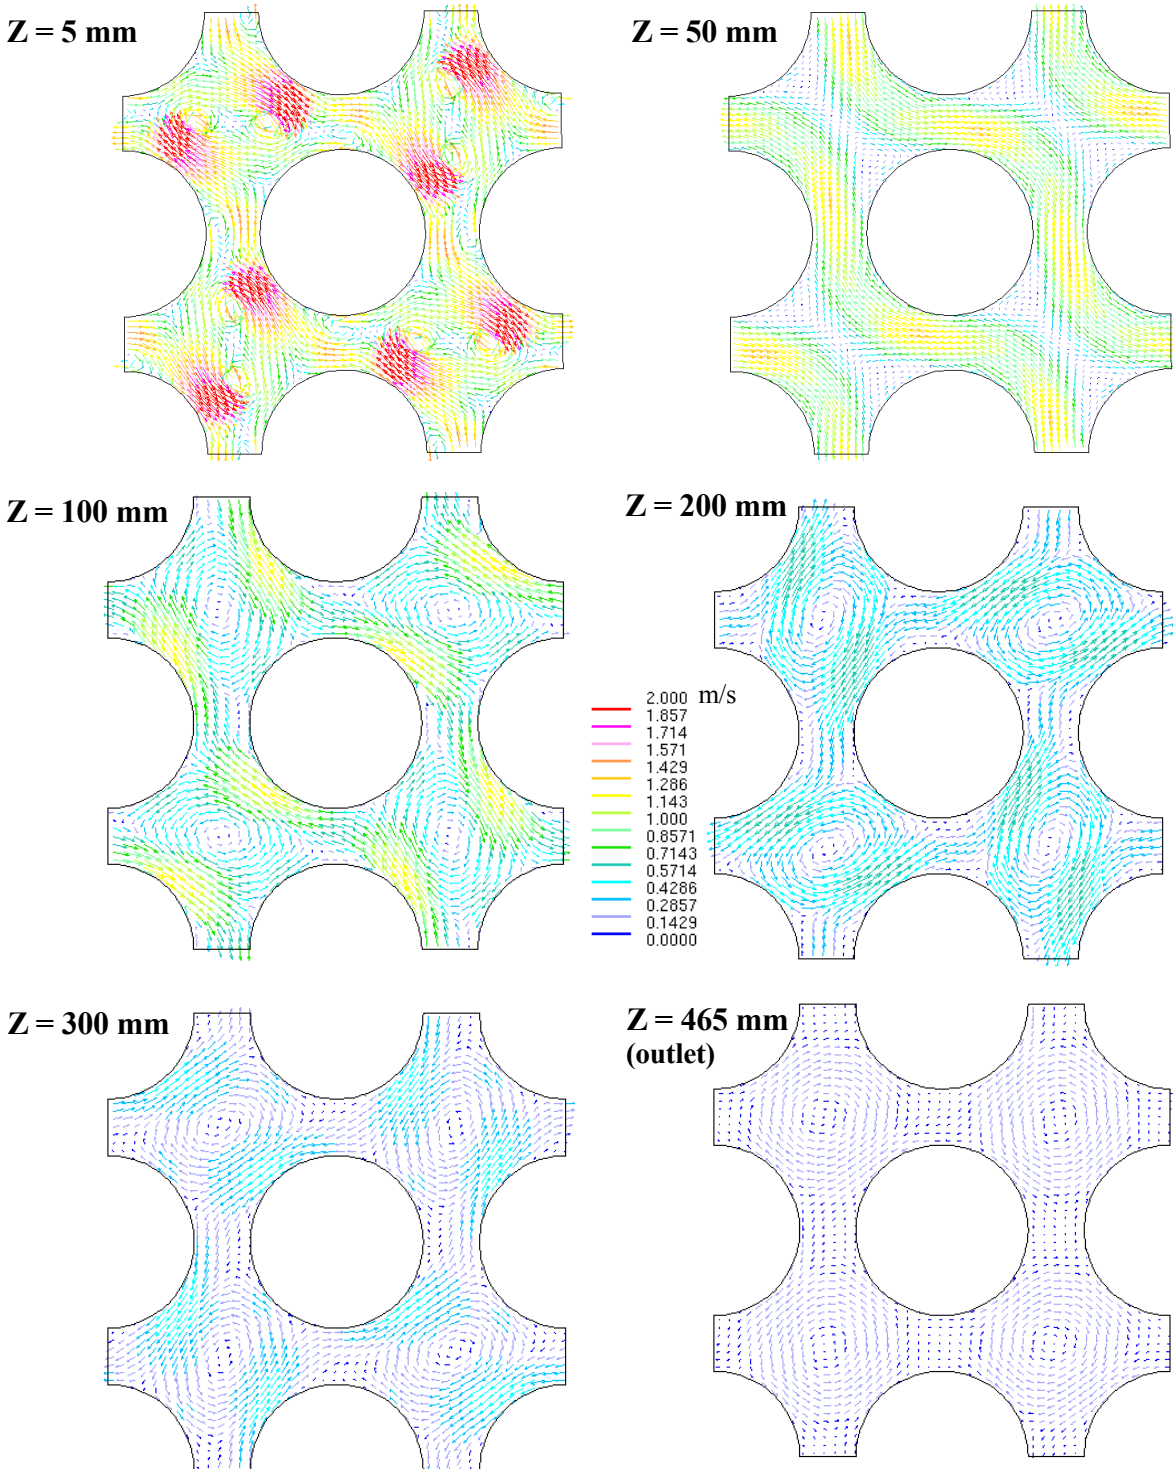 Z = 5 mm
Z = 50 mm
Z = 100 mm
Z = 200 mm
2.000 m/s
1.857
1.714
1.571
1.429
1.286
1.143
1.000
0.8571
0.7143
0.5714
0.4286
0.2857
0.1429
0.0000
Z = 300 mm
Z = 465 mm
(outlet)